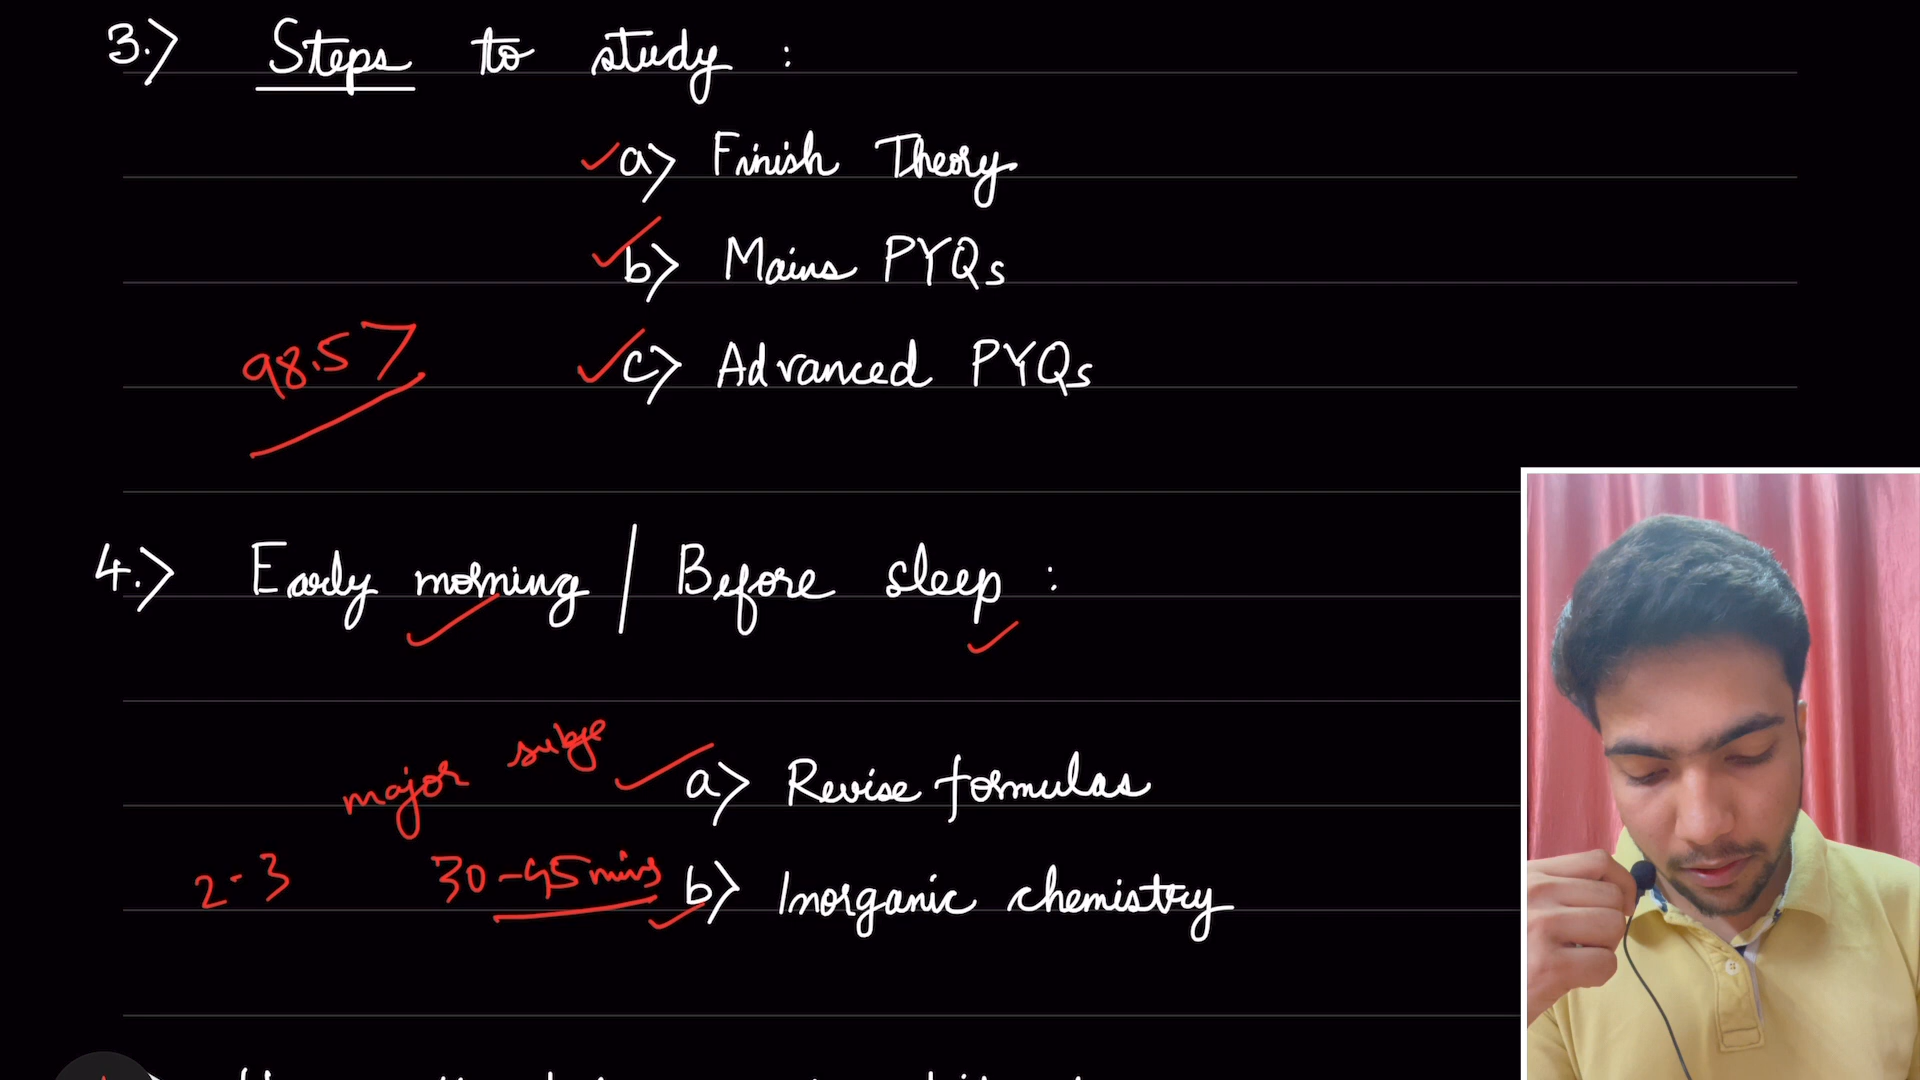 3.) Steps to study :
a) Finish Theory
b) Mains PYQs
98.57
c) Advanced PYQs
4.) Early morning / Before sleep :
major subje
a) Revise formulas
2-3 30-45 mins
b) Inorganic chemistry